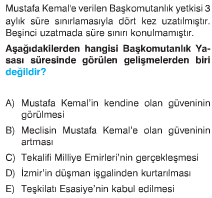 Mustafa Kemal'e verilen Başkomutanlık yetkisi 3
aylık süre sınırlamasıyla dört kez uzatılmıştır.
Beşinci uzatmada süre sınırı konulmamıştır.
Aşağıdakilerden hangisi Başkomutanlık Ya-
sası süresinde görülen gelişmelerden biri
değildir?
A) Mustafa Kemal'in kendine olan güveninin
görülmesi
B) Meclisin Mustafa Kemal'e olan güveninin
artması
C) Tekalifi Milliye Emirleri'nin gerçekleşmesi
D) İzmir'in düşman işgalinden kurtarılması
E) Teşkilatı Esasiye'nin kabul edilmesi